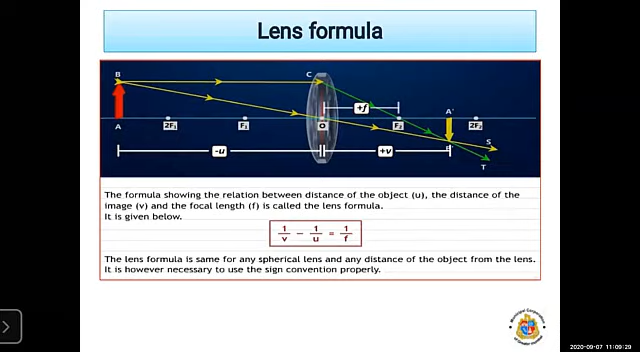 Lens formula
B
C
+f
A'
A
2F₁
F₁
O
F₂
2F₂
S
-u
+v
T
The formula showing the relation between distance of the object (u), the distance of the
image (v) and the focal length (f) is called the lens formula.
It is given below.
1/v - 1/u = 1/f
The lens formula is same for any spherical lens and any distance of the object from the lens.
It is however necessary to use the sign convention properly.
Municipal Corporation
2020-09-07 11:09:29